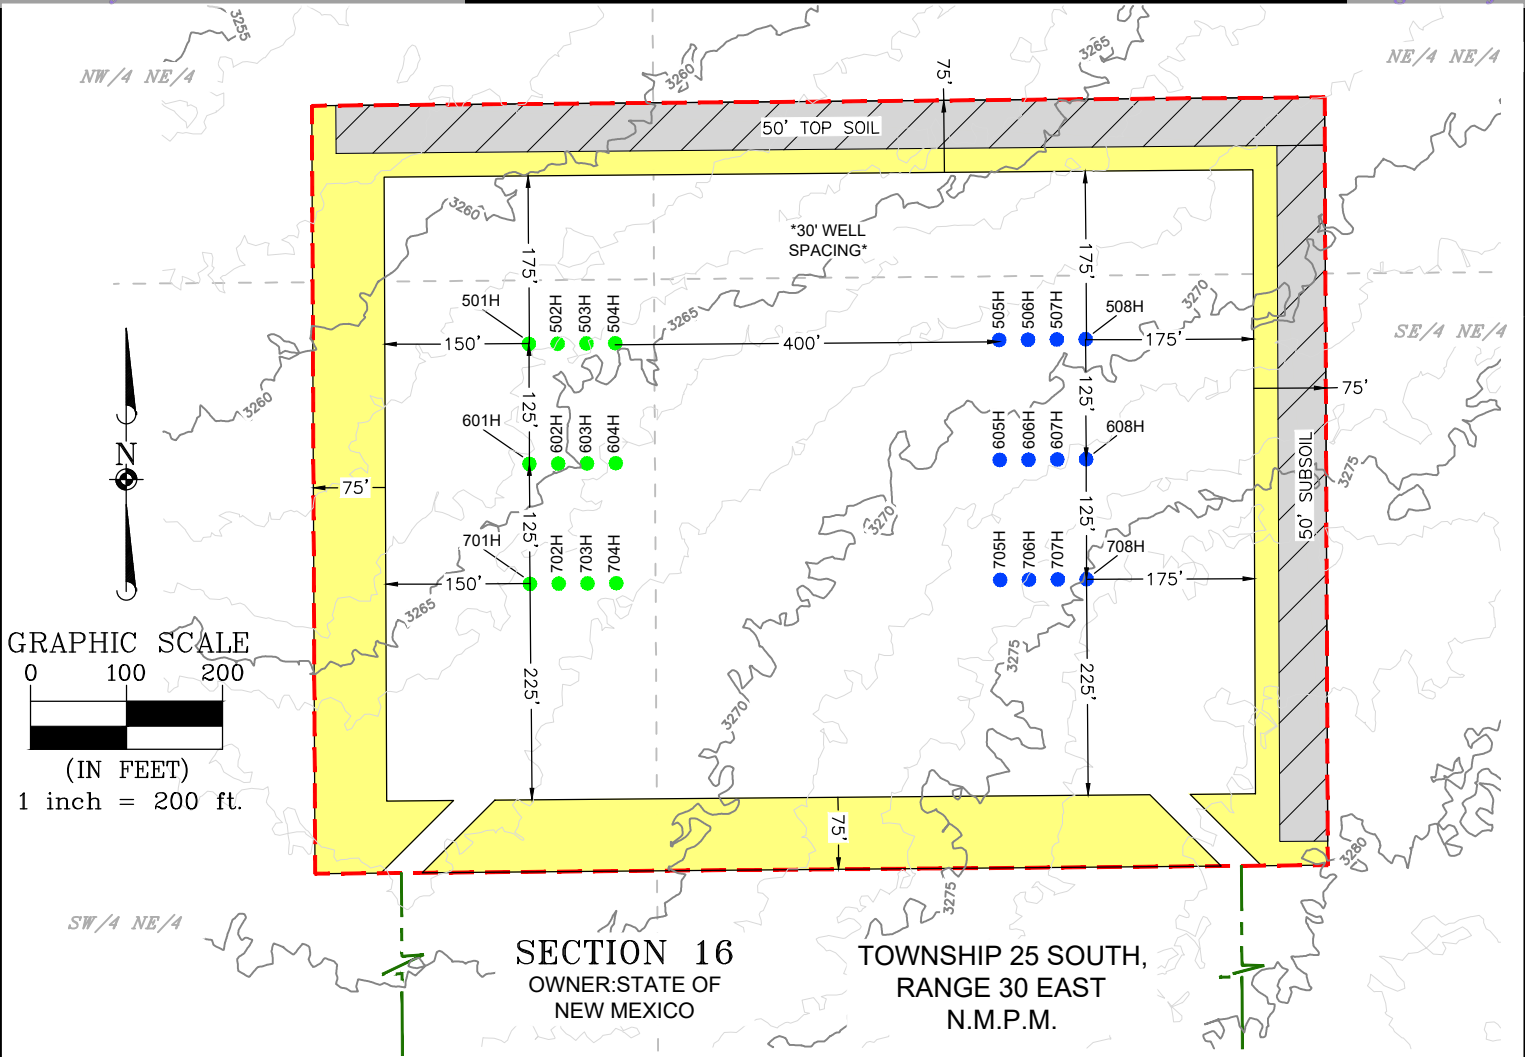 3255
3265
75'
NW/4 NE/4
3260
NE/4 NE/4
50' TOP SOIL
3260
*30' WELL
SPACING*
175'
175'
3270
501H
502H
503H
504H
3265
505H
506H
507H
508H
SE/4 NE/4
150'
400'
175'
75'
3260
125'
125'
601H
602H
603H
604H
605H
606H
607H
608H
N
50' SUBSOIL
3275
75'
3270
125'
125'
701H
702H
703H
704H
705H
706H
707H
708H
150'
175'
3265
GRAPHIC SCALE
0 100 200
(IN FEET)
1 inch = 200 ft.
3275
225'
225'
3270
75'
3280
3275
SW/4 NE/4
SECTION 16
OWNER:STATE OF
NEW MEXICO
TOWNSHIP 25 SOUTH,
RANGE 30 EAST
N.M.P.M.